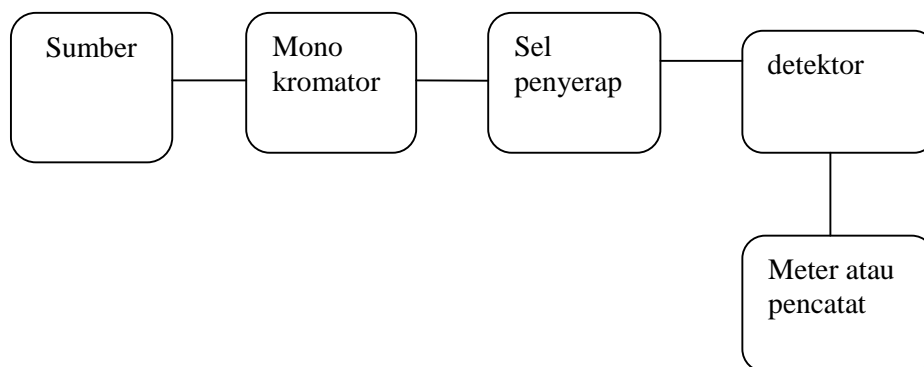 Sumber
Mono
kromator
Sel
penyerap
detektor
Meter atau
pencatat